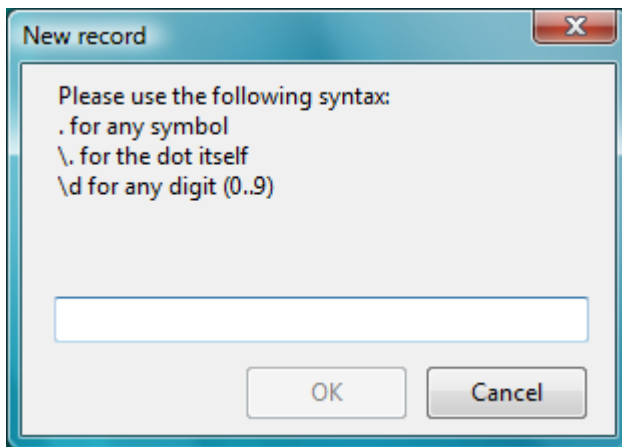 New record
Please use the following syntax:
. for any symbol
\. for the dot itself
\d for any digit (0..9)
OK
Cancel